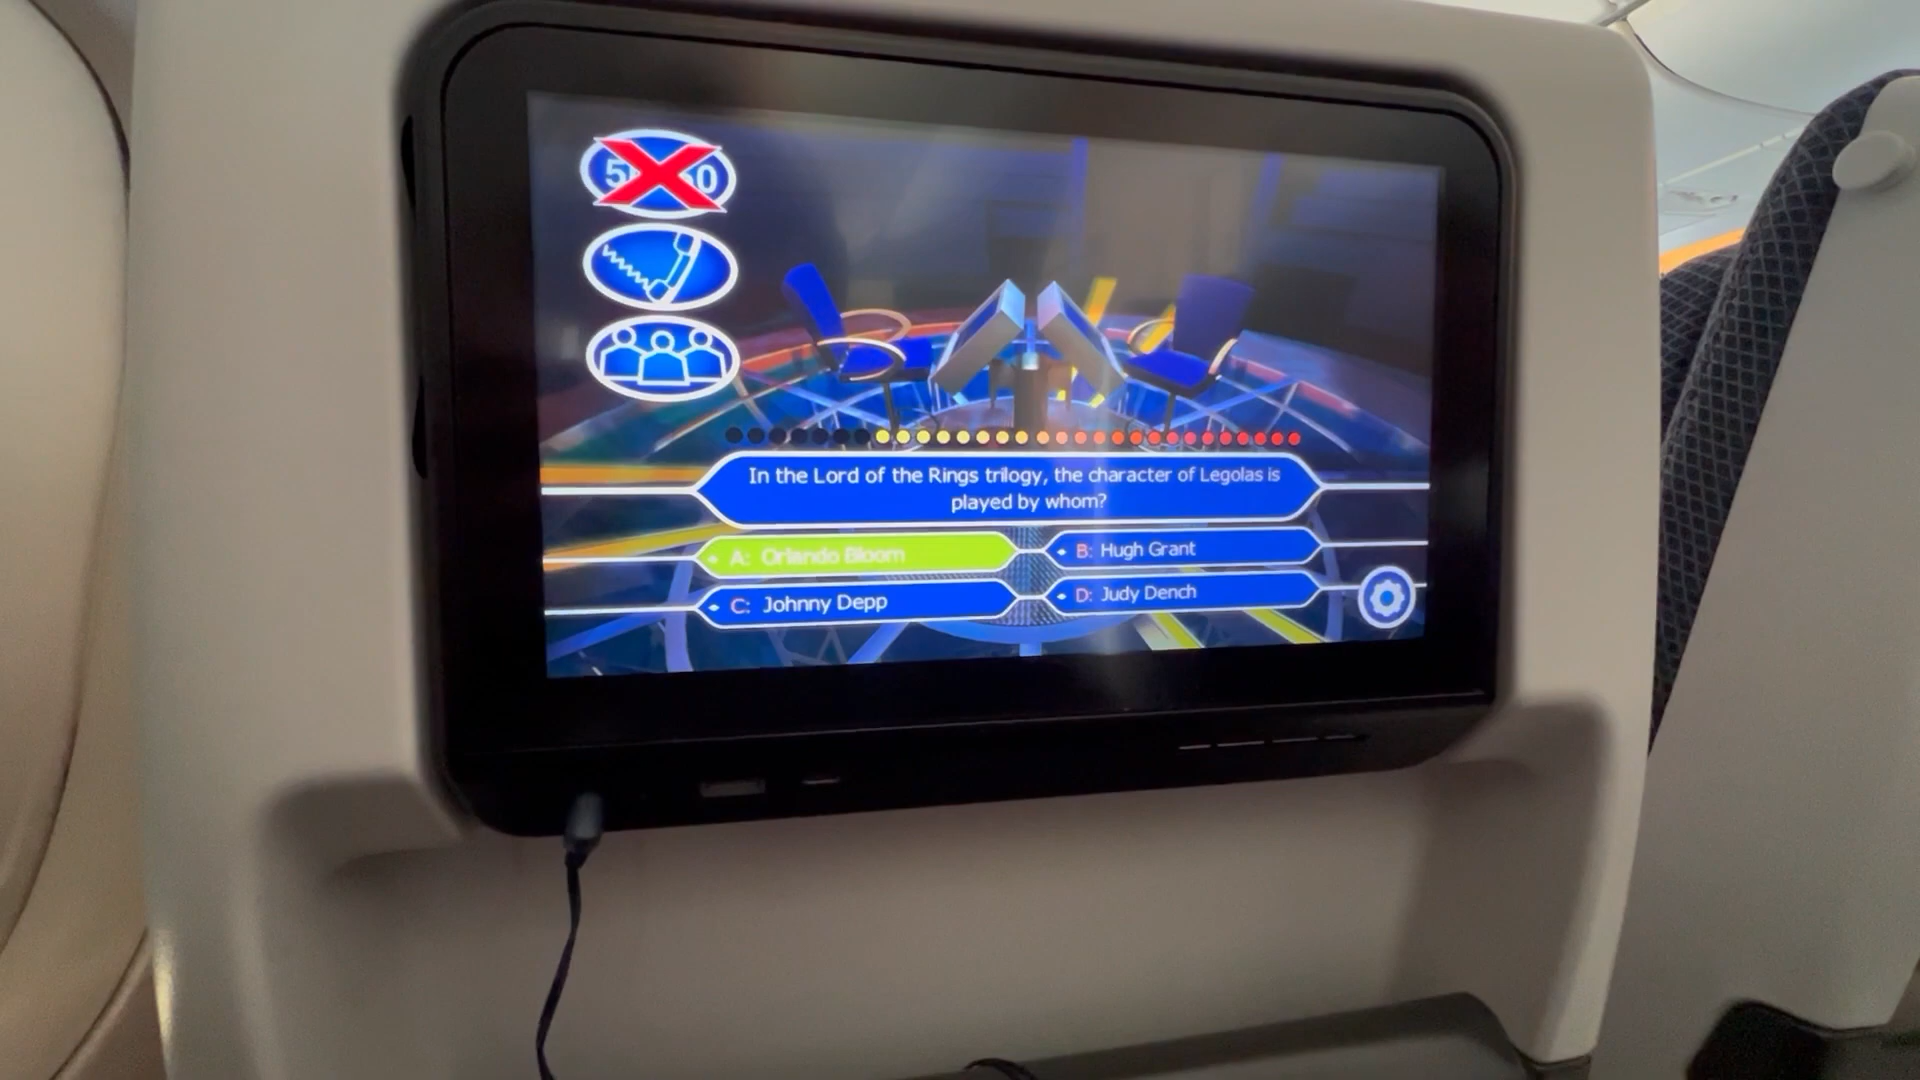 In the Lord of the Rings trilogy, the character of Legolas is
played by whom?
A: Orlando Bloom
B: Hugh Grant
C: Johnny Depp
D: Judy Dench